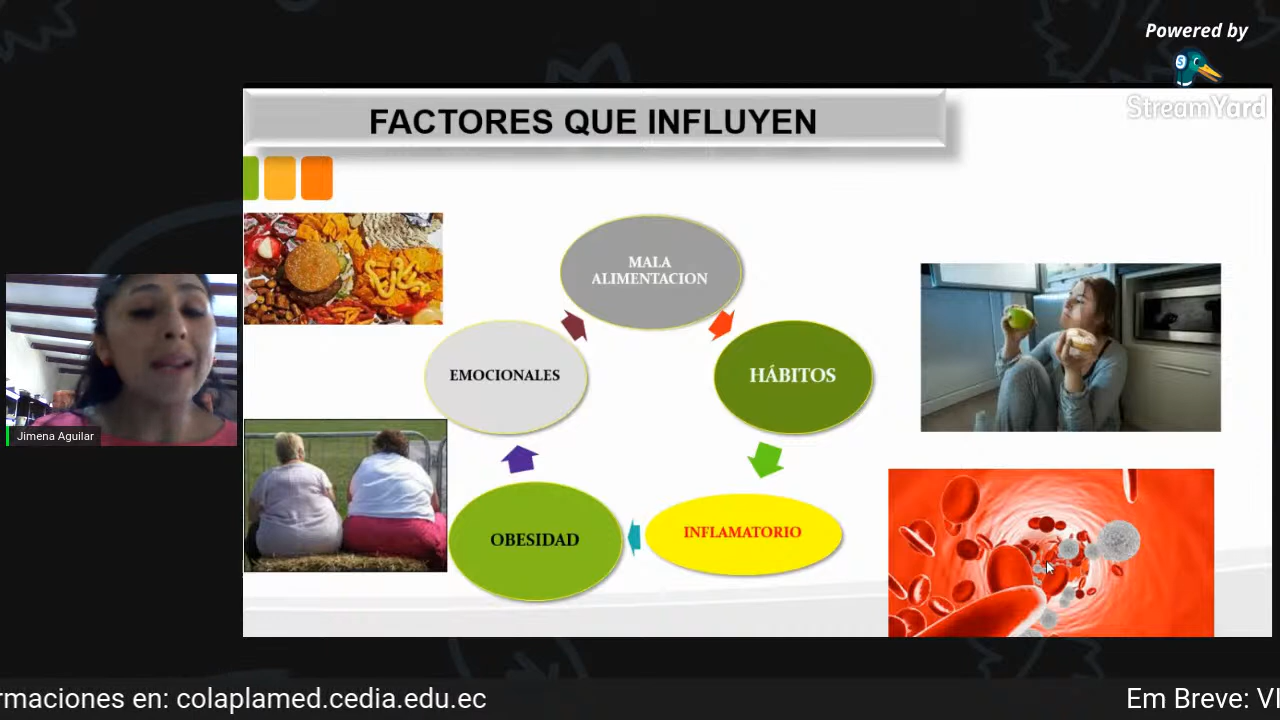 Powered by
StreamYard
FACTORES QUE INFLUYEN
MALA
ALIMENTACION
EMOCIONALES
HÁBITOS
Jimena Aguilar
OBESIDAD
INFLAMATORIO
rmaciones en: colaplamed.cedia.edu.ec
Em Breve: VI